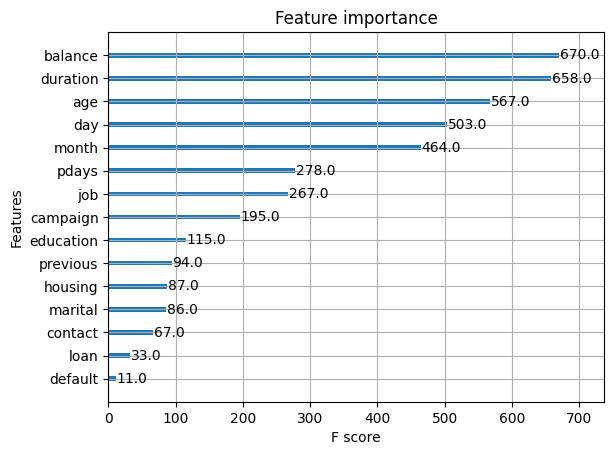 Feature importance
balance 670.0
duration 658.0
age 567.0
day 503.0
month 464.0
pdays 278.0
job 267.0
campaign 195.0
education 115.0
previous 94.0
housing 87.0
marital 86.0
contact 67.0
loan 33.0
default 11.0
Features
0 100 200 300 400 500 600 700
F score